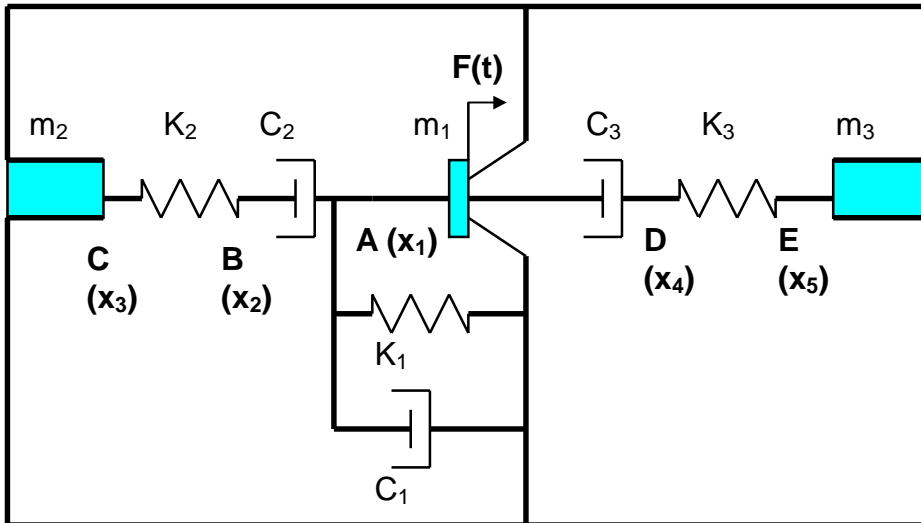 F(t)
m₂ K₂ C₂ m₁ C₃ K₃ m₃
C B A (x₁) D E
(x₃) (x₂) (x₄) (x₅)
K₁
C₁